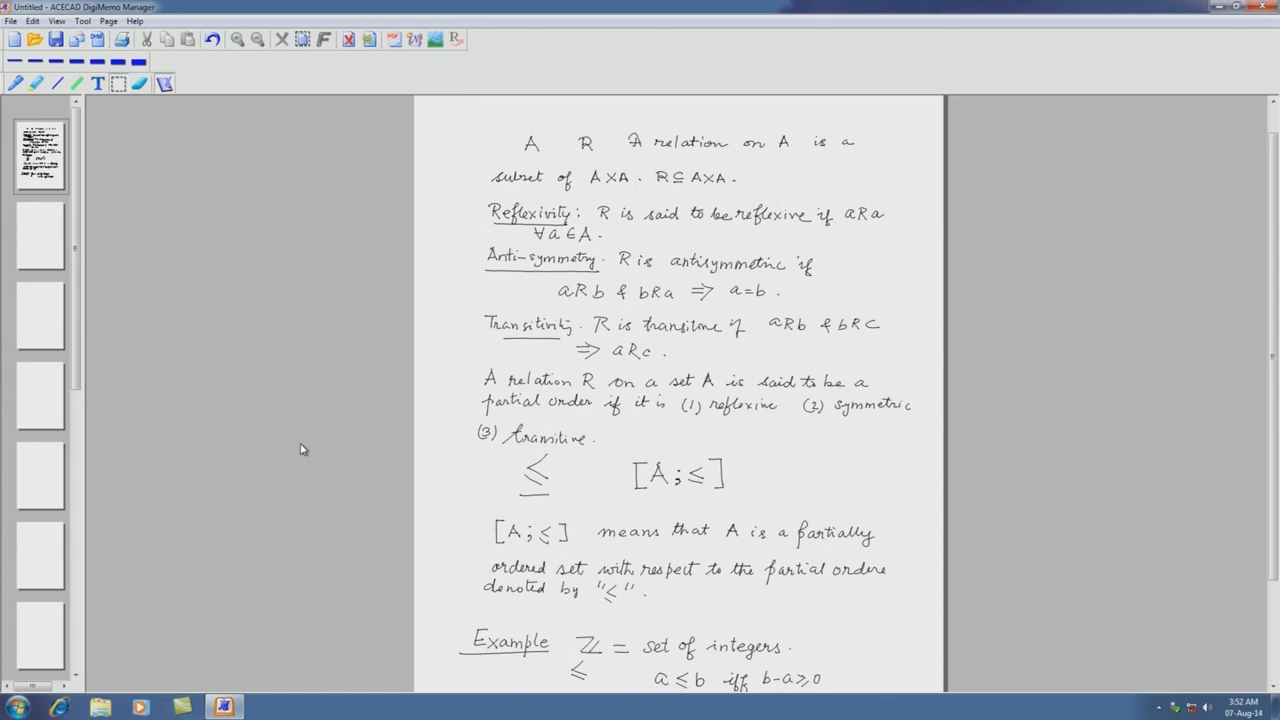 Untitled - ACECAD DigiMemo Manager
File Edit View Tool Page Help
A R A relation on A is a
subset of A×A. R⊆A×A.
Reflexivity: R is said to be reflexive if aRa
∀a∈A.
Anti-symmetry. R is antisymmetric if
aRb & bRa ⇒ a=b.
Transitivity. R is transitive if aRb & bRc
⇒ aRc.
A relation R on a set A is said to be a
partial order if it is (1) reflexive (2) symmetric
(3) transitive.
≤ [A;≤]
[A;≤] means that A is a partially
ordered set with respect to the partial ordere
denoted by "≤".
Example ℤ = set of integers.
≤ a≤b iff b-a≥0
3:52 AM
07-Aug-14